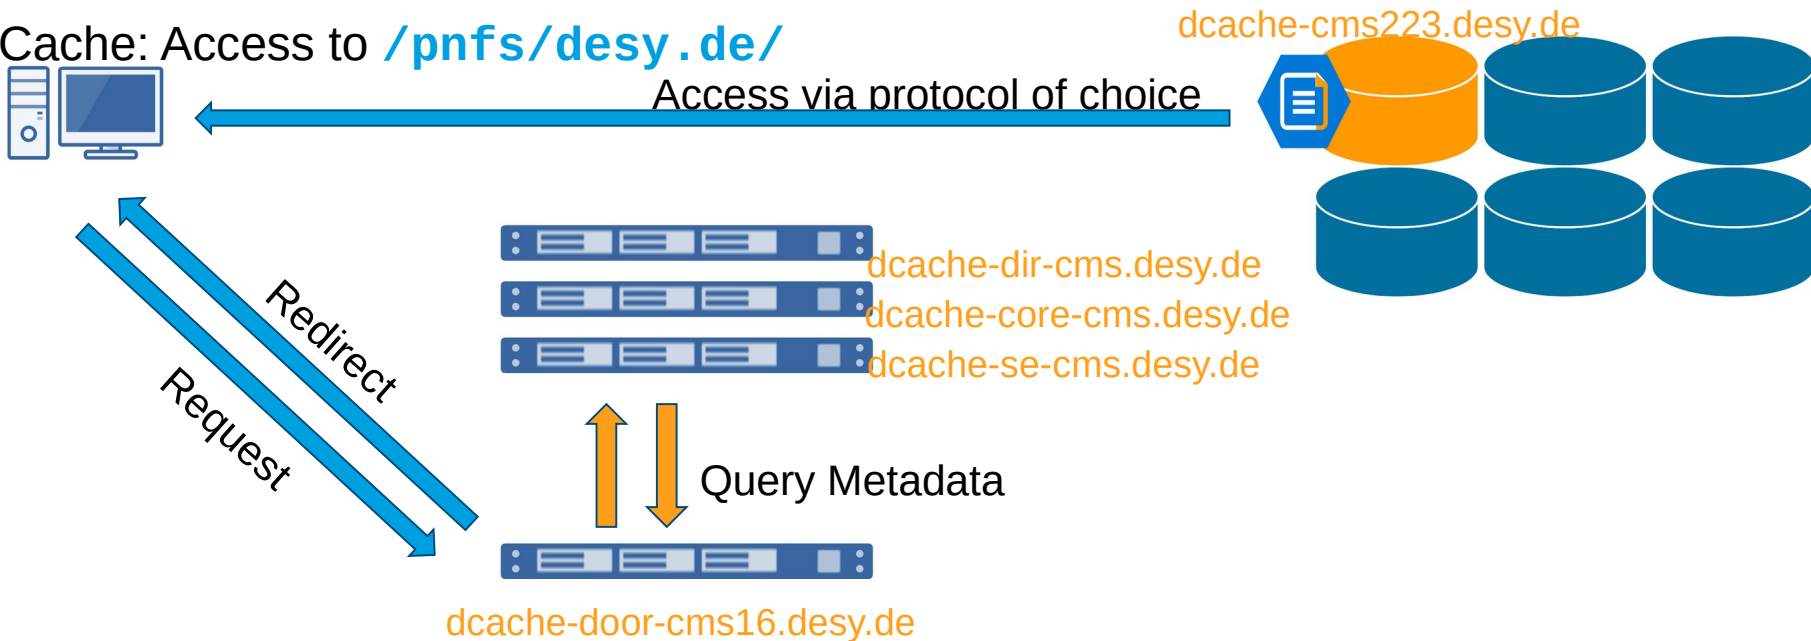 Cache: Access to /pnfs/desy.de/
dcache-cms223.desy.de
Access via protocol of choice
dcache-dir-cms.desy.de
dcache-core-cms.desy.de
dcache-se-cms.desy.de
Redirect
Request
Query Metadata
dcache-door-cms16.desy.de